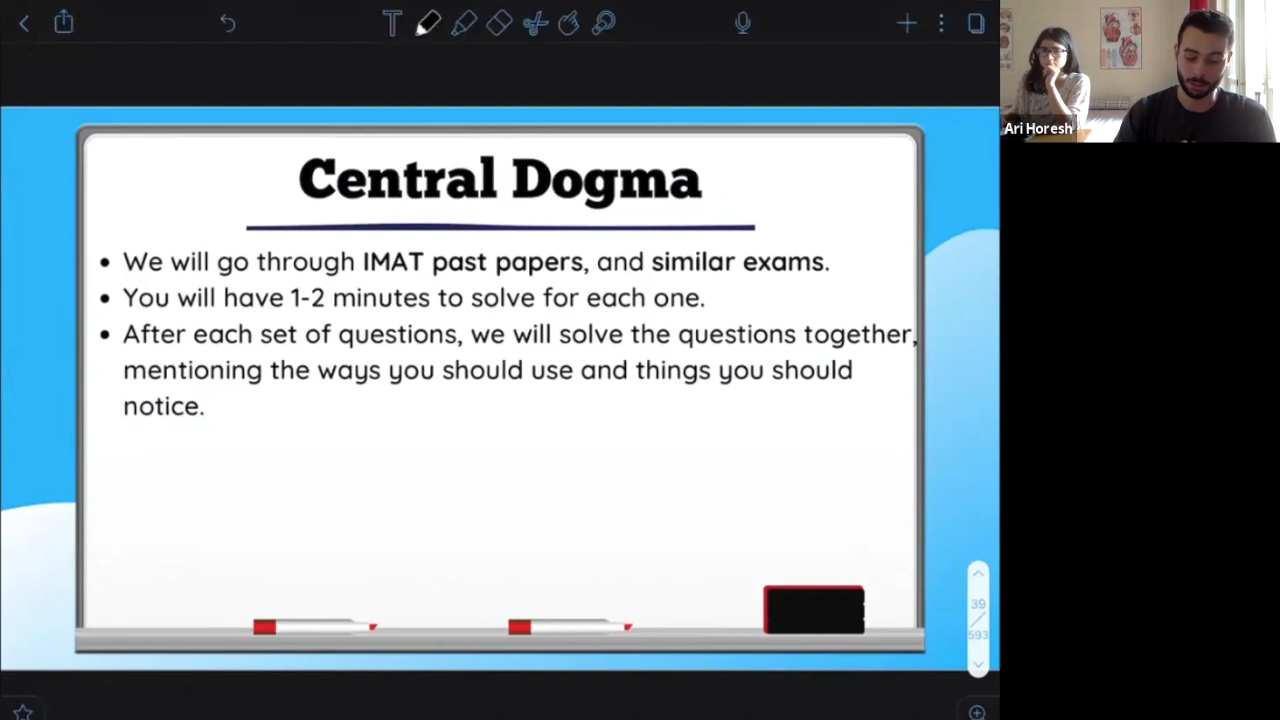 Central Dogma
• We will go through IMAT past papers, and similar exams.
• You will have 1-2 minutes to solve for each one.
• After each set of questions, we will solve the questions together,
mentioning the ways you should use and things you should
notice.
39
593
Ari Horesh